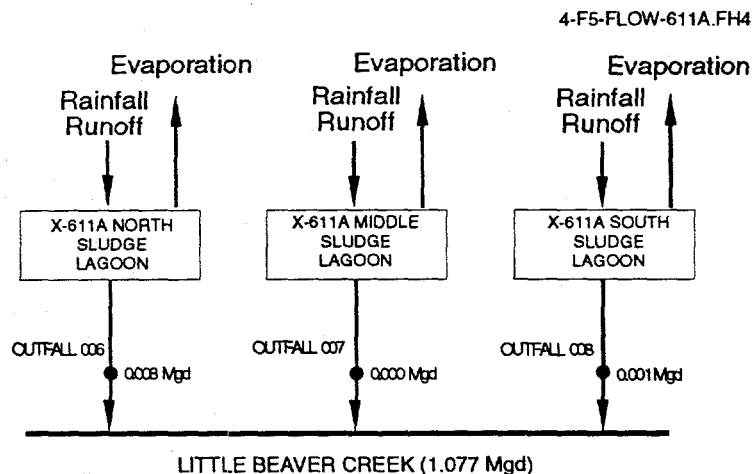 4-F5-FLOW-611A.FH4
Evaporation
Rainfall
Runoff
Evaporation
Rainfall
Runoff
Evaporation
Rainfall
Runoff
X-611A NORTH
SLUDGE
LAGOON
X-611A MIDDLE
SLUDGE
LAGOON
X-611A SOUTH
SLUDGE
LAGOON
OUTFALL 006
0.008 Mgd
OUTFALL 007
0.000 Mgd
OUTFALL 008
0.001 Mgd
LITTLE BEAVER CREEK (1.077 Mgd)